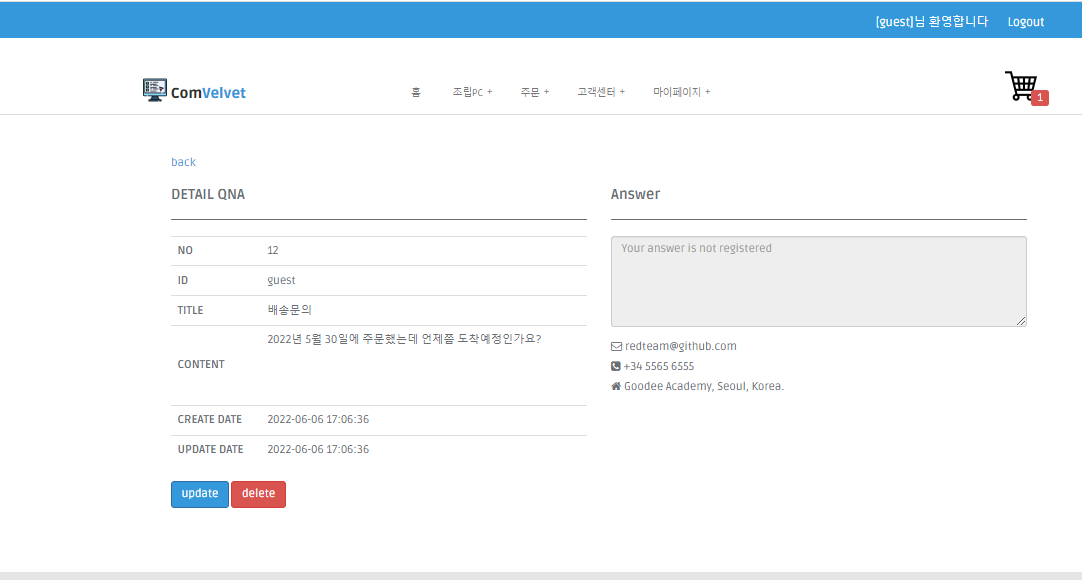 [guest]님 환영합니다 Logout
ComVelvet 홈 조립PC + 주문 + 고객센터 + 마이페이지 + 1
back
DETAIL QNA
NO 12
ID guest
TITLE 배송문의
CONTENT 2022년 5월 30일에 주문했는데 언제쯤 도착예정인가요?
CREATE DATE 2022-06-06 17:06:36
UPDATE DATE 2022-06-06 17:06:36
update delete
Answer
Your answer is not registered
redteam@github.com
+34 5565 6555
Goodee Academy, Seoul, Korea.